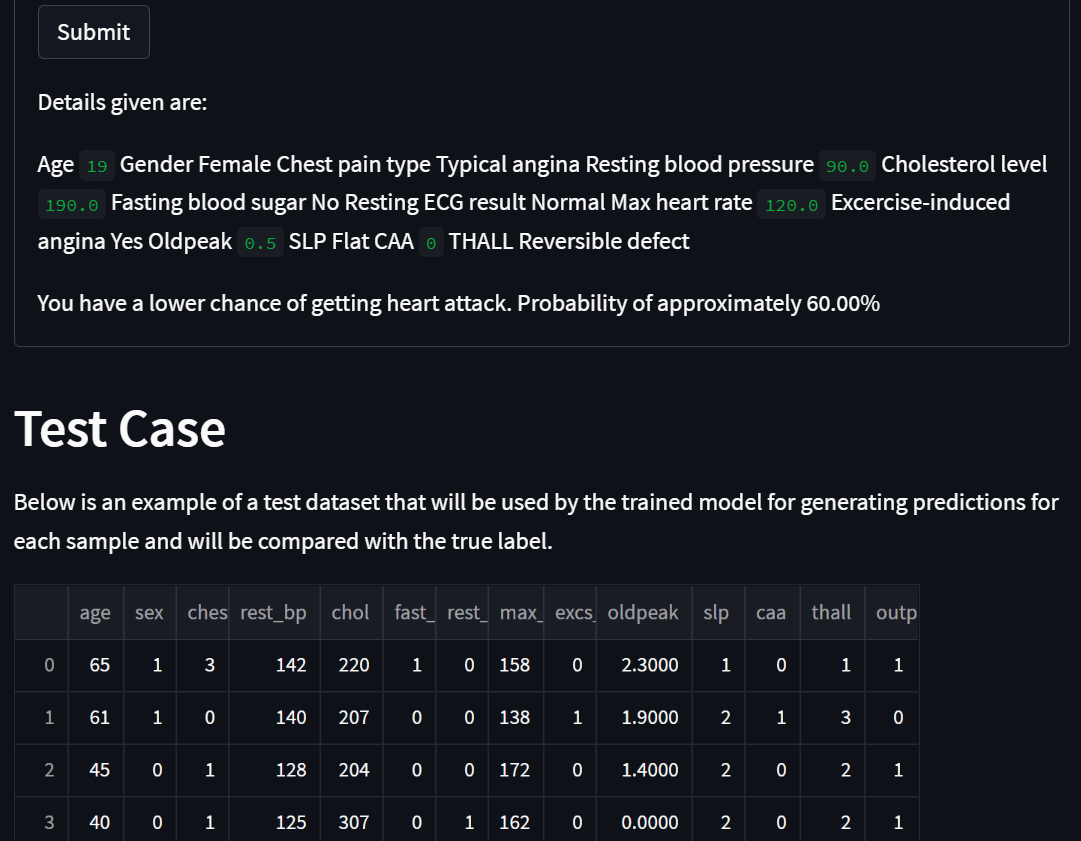 Submit
Details given are:
Age 19 Gender Female Chest pain type Typical angina Resting blood pressure 90.0 Cholesterol level
190.0 Fasting blood sugar No Resting ECG result Normal Max heart rate 120.0 Excercise-induced
angina Yes Oldpeak 0.5 SLP Flat CAA 0 THALL Reversible defect
You have a lower chance of getting heart attack. Probability of approximately 60.00%
Test Case
Below is an example of a test dataset that will be used by the trained model for generating predictions for
each sample and will be compared with the true label.
age sex ches rest_bp chol fast_ rest_ max_ excs_ oldpeak slp caa thall outp
0 65 1 3 142 220 1 0 158 0 2.3000 1 0 1 1
1 61 1 0 140 207 0 0 138 1 1.9000 2 1 3 0
2 45 0 1 128 204 0 0 172 0 1.4000 2 0 2 1
3 40 0 1 125 307 0 1 162 0 0.0000 2 0 2 1